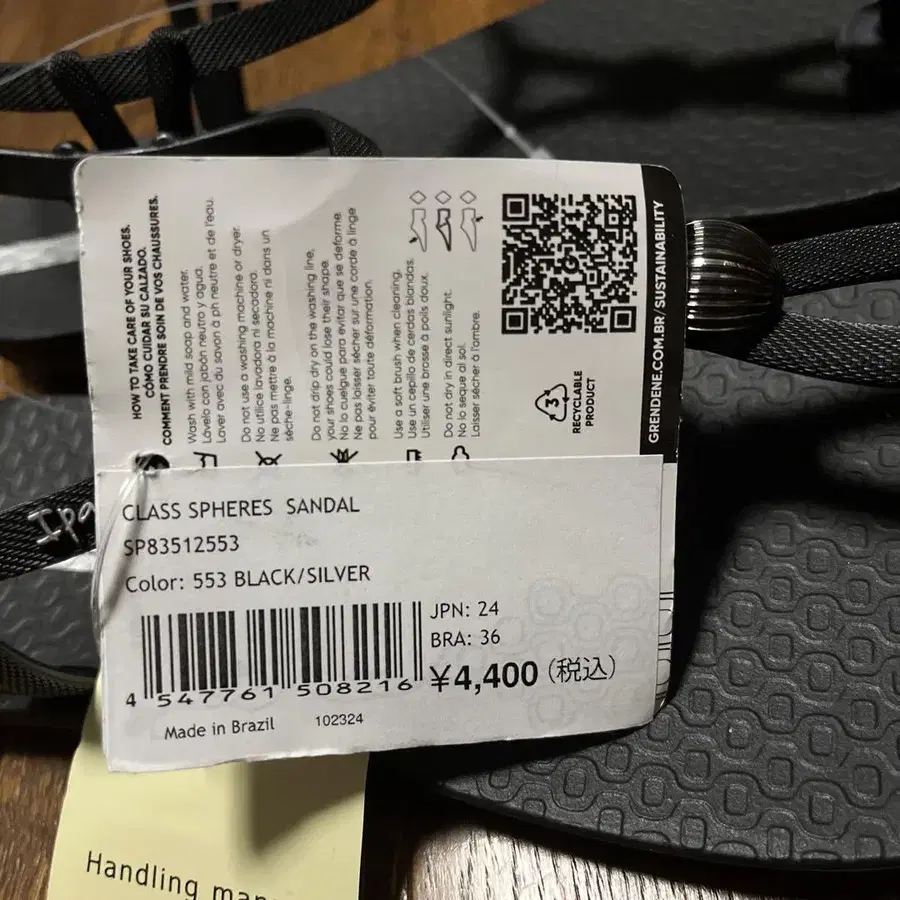 HOW TO TAKE CARE OF YOUR SHOES.
CÓMO CUIDAR SU CALZADO.
COMMENT PRENDRE SOIN DE VOS CHAUSSURES.
Wash with mild soap and water.
Lávelo con jabón neutro y agua.
Laver avec du savon à ph neutre et de l'eau.
Do not use a washing machine or dryer.
No utilice lavadora ni secadora.
Ne pas mettre à la machine ni dans un
sèche-linge.
Do not drip dry on the washing line,
your shoes could lose their shape.
No lo cuelgue para evitar que se deforme.
Ne pas laisser sécher sur une corde à linge
pour éviter toute déformation.
Use a soft brush when cleaning.
Use un cepillo de cerdas blandas.
Utiliser une brosse à poils doux.
Do not dry in direct sunlight.
No lo seque al sol.
Laisser sécher à l'ombre.
3
RECYCLABLE
PRODUCT
GRENDENE.COM.BR/ SUSTAINABILITY
CLASS SPHERES SANDAL
SP83512553
Color: 553 BLACK/SILVER
JPN: 24
BRA: 36
¥4,400 (税込)
4 547761 508216
Made in Brazil 102324
Ipa
Handling